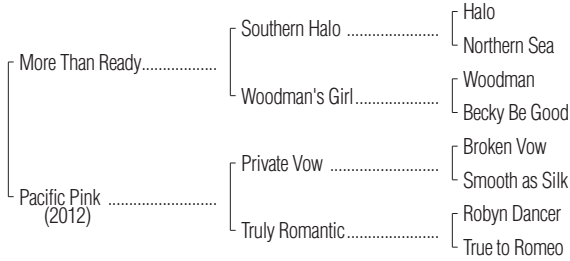 Halo
Southern Halo ....................
Northern Sea
More Than Ready................
Woodman
Woodman's Girl..................
Becky Be Good
Broken Vow
Private Vow .......................
Smooth as Silk
Pacific Pink .......................
(2012)
Robyn Dancer
Truly Romantic...................
True to Romeo